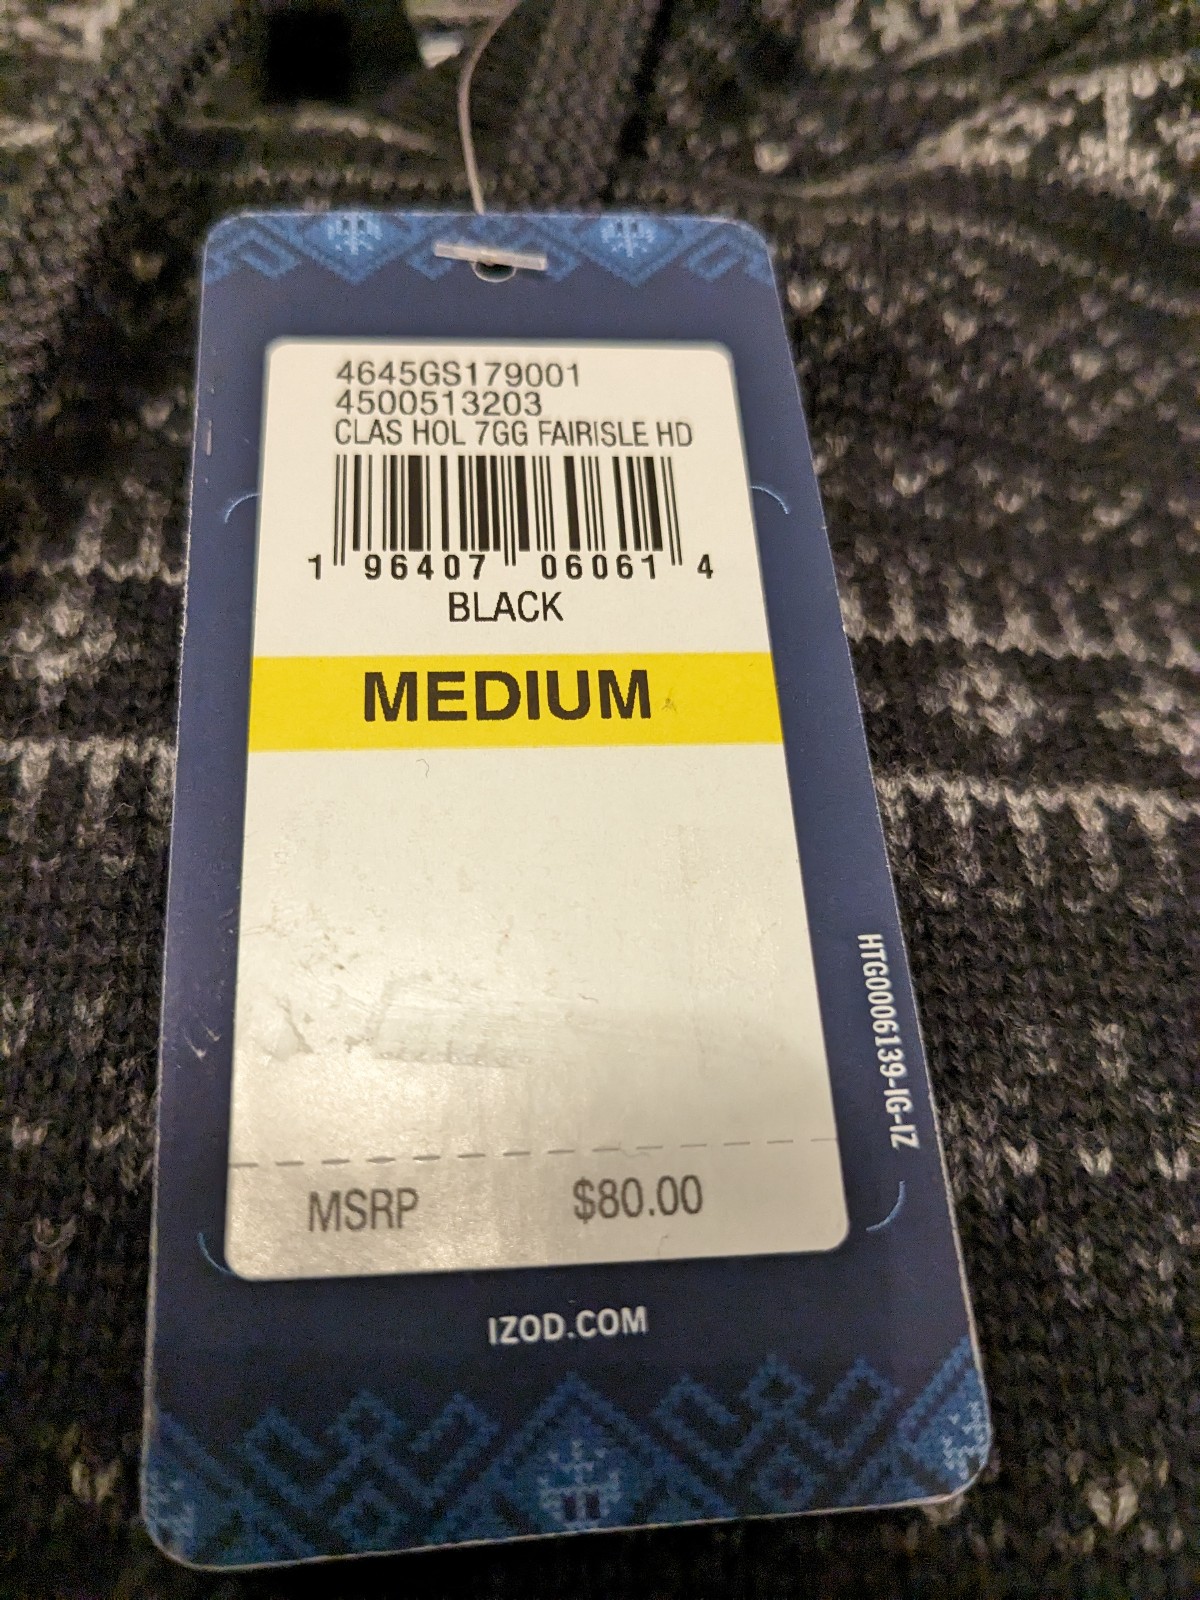 4645GS179001
4500513203
CLAS HOL 7GG FAIRISLE HD
1 96407 06061 4
BLACK
MEDIUM
MSRP $80.00
HTG0006139-IG-IZ
IZOD.COM